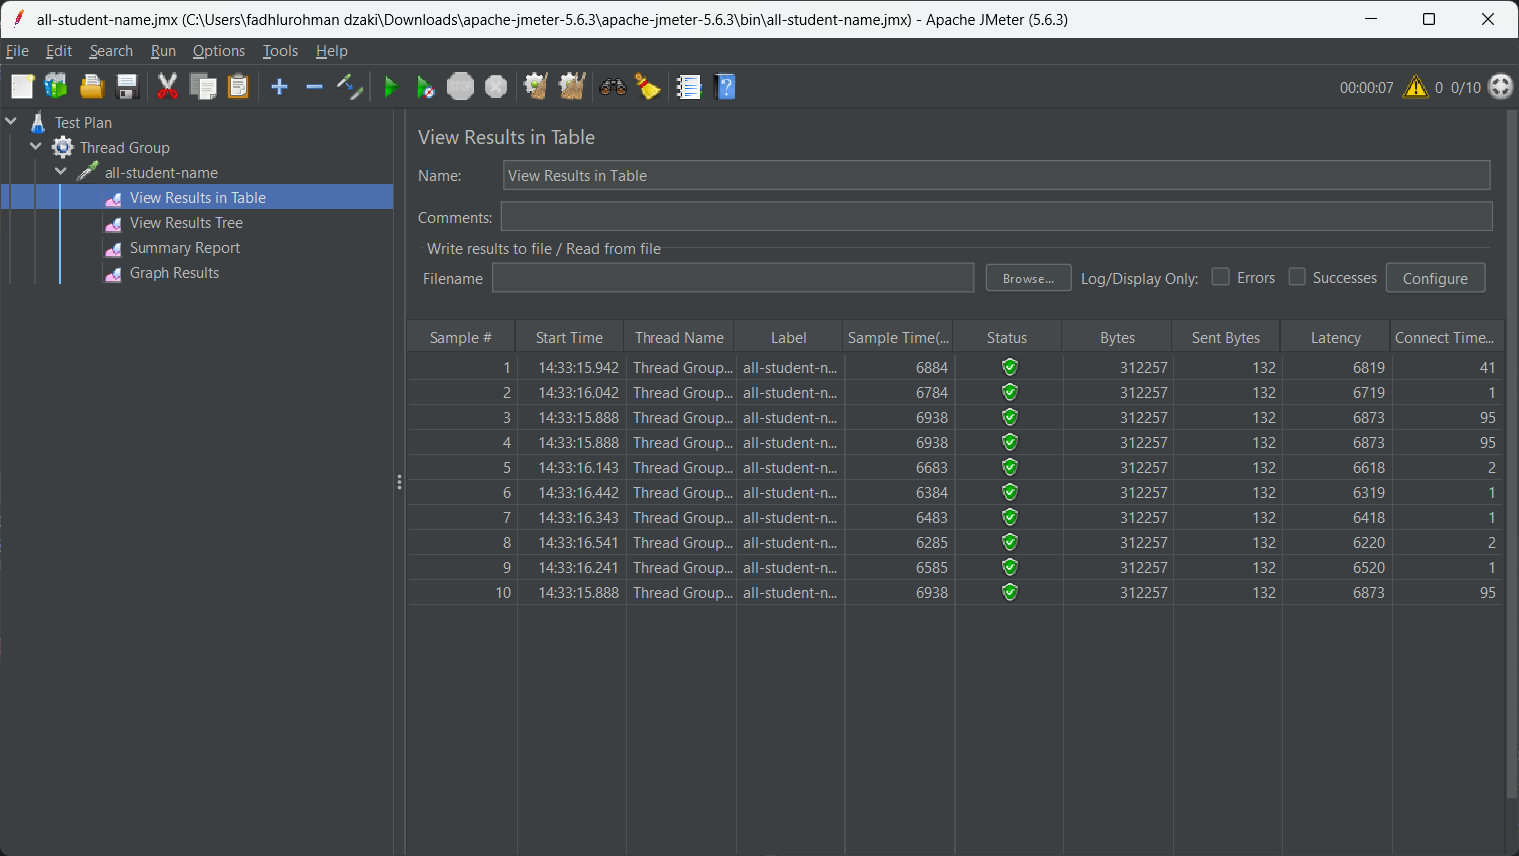 all-student-name.jmx (C:\Users\fadhlurohman dzaki\Downloads\apache-jmeter-5.6.3\apache-jmeter-5.6.3\bin\all-student-name.jmx) - Apache JMeter (5.6.3)
File Edit Search Run Options Tools Help
STOP
00:00:07 0 0/10
Test Plan
Thread Group
all-student-name
View Results in Table
View Results Tree
Summary Report
Graph Results
View Results in Table
Name: View Results in Table
Comments:
Write results to file / Read from file
Filename Browse... Log/Display Only: Errors Successes Configure
Sample # Start Time Thread Name Label Sample Time(... Status Bytes Sent Bytes Latency Connect Time...
1 14:33:15.942 Thread Group... all-student-n... 6884 312257 132 6819 41
2 14:33:16.042 Thread Group... all-student-n... 6784 312257 132 6719 1
3 14:33:15.888 Thread Group... all-student-n... 6938 312257 132 6873 95
4 14:33:15.888 Thread Group... all-student-n... 6938 312257 132 6873 95
5 14:33:16.143 Thread Group... all-student-n... 6683 312257 132 6618 2
6 14:33:16.442 Thread Group... all-student-n... 6384 312257 132 6319 1
7 14:33:16.343 Thread Group... all-student-n... 6483 312257 132 6418 1
8 14:33:16.541 Thread Group... all-student-n... 6285 312257 132 6220 2
9 14:33:16.241 Thread Group... all-student-n... 6585 312257 132 6520 1
10 14:33:15.888 Thread Group... all-student-n... 6938 312257 132 6873 95